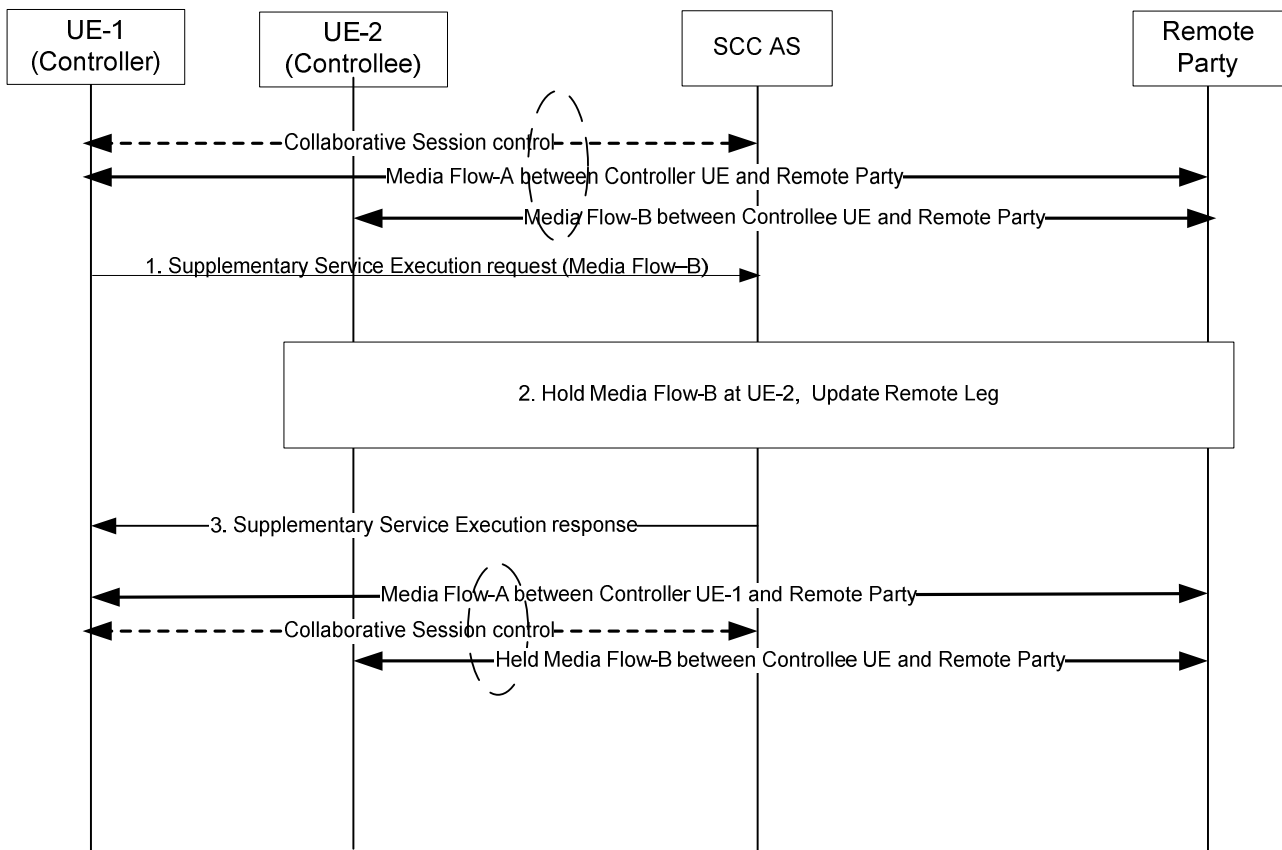 UE-1
(Controller)
UE-2
(Controllee)
SCC AS
Remote
Party
Collaborative Session control
Media Flow-A between Controller UE and Remote Party
Media Flow-B between Controllee UE and Remote Party
1. Supplementary Service Execution request (Media Flow–B)
2. Hold Media Flow-B at UE-2, Update Remote Leg
3. Supplementary Service Execution response
Media Flow-A between Controller UE-1 and Remote Party
Collaborative Session control
Held Media Flow-B between Controllee UE and Remote Party